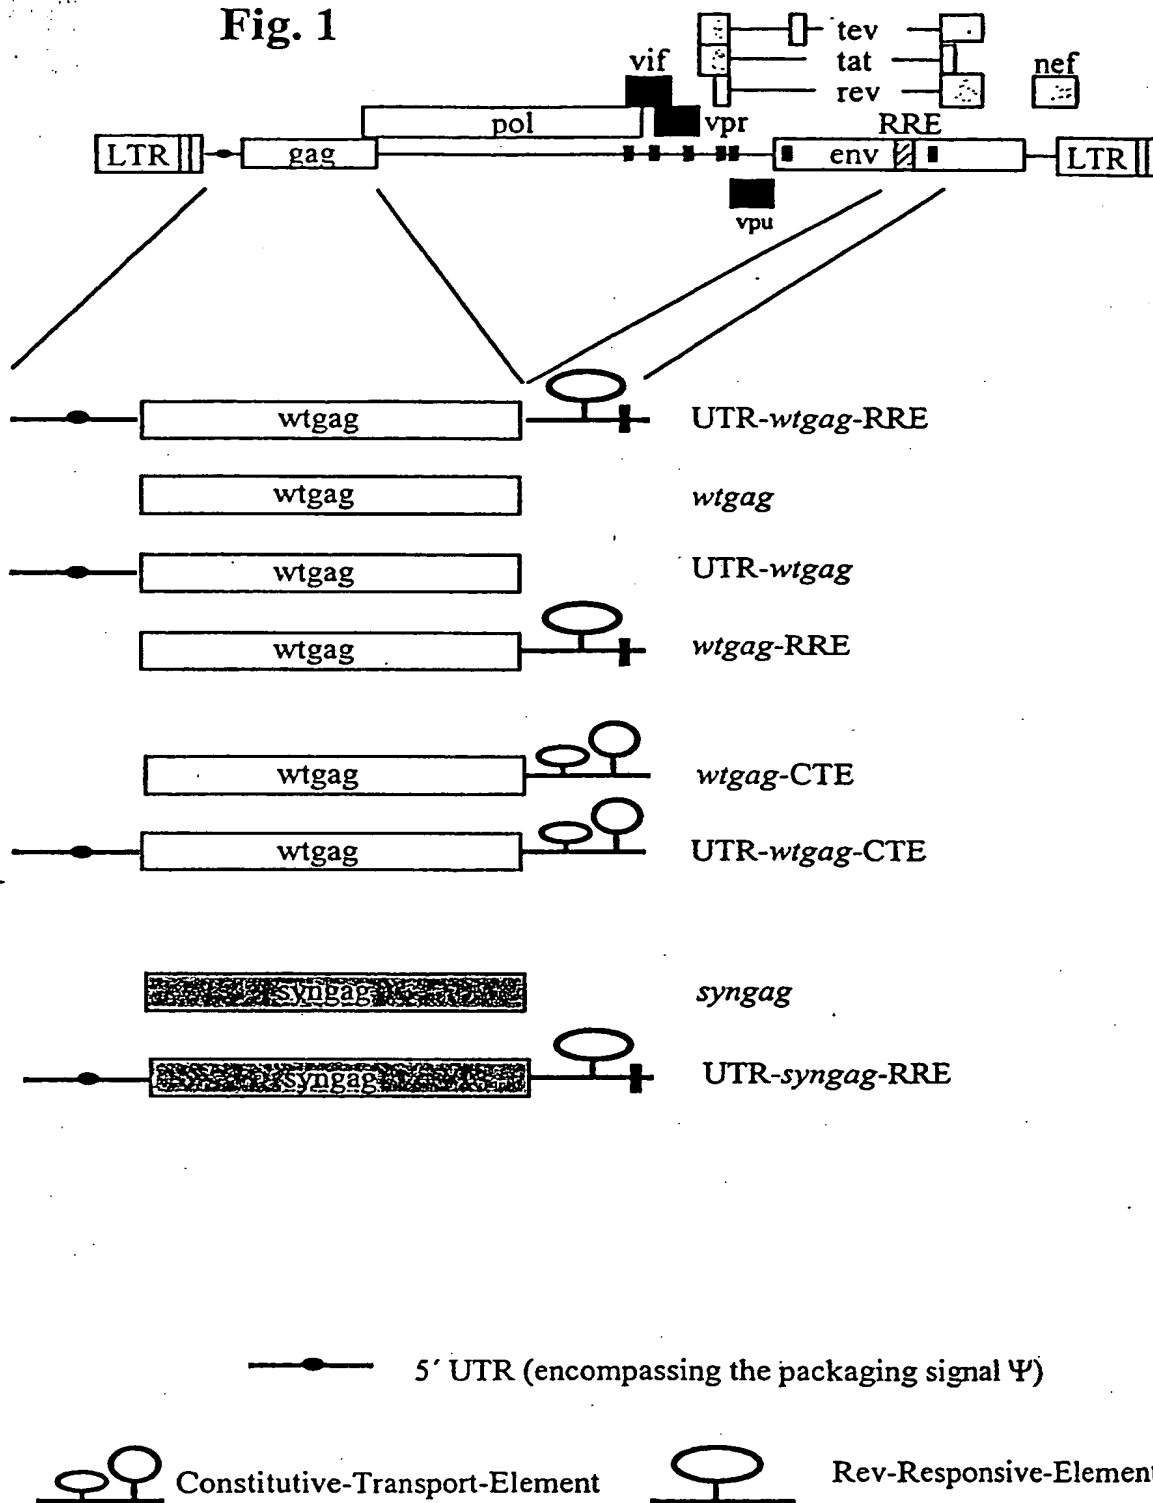 Fig. 1
tev
vif
tat
nef
rev
pol
vpr
RRE
LTR
gag
env
LTR
vpu
wtgag
UTR-wtgag-RRE
wtgag
wtgag
wtgag
UTR-wtgag
wtgag
wtgag-RRE
wtgag
wtgag-CTE
wtgag
UTR-wtgag-CTE
syngag
syngag
syngag
UTR-syngag-RRE
5´ UTR (encompassing the packaging signal Ψ)
Constitutive-Transport-Element
Rev-Responsive-Element